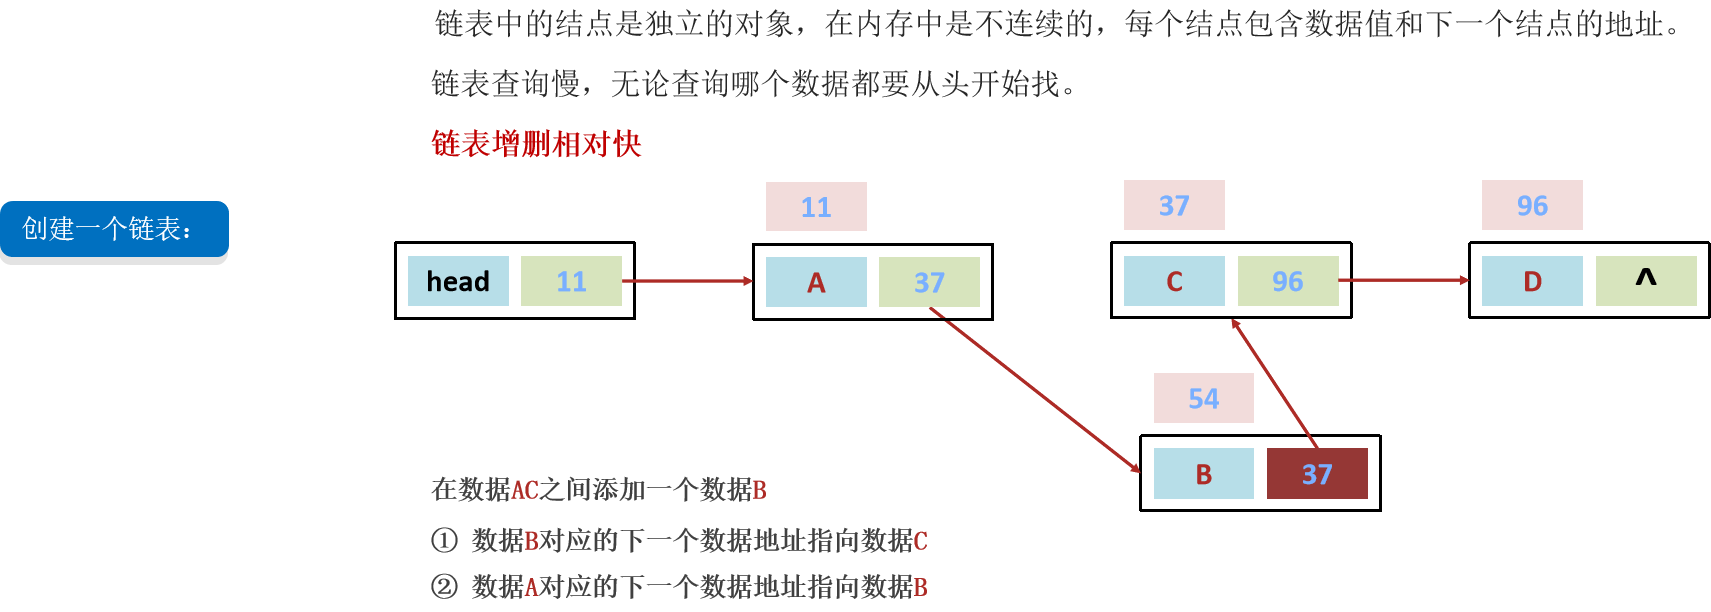 链表中的结点是独立的对象，在内存中是不连续的，每个结点包含数据值和下一个结点的地址。
链表查询慢，无论查询哪个数据都要从头开始找。
链表增删相对快
创建一个链表：
11
37
96
head 11
A 37
C 96
D ^
54
B 37
在数据AC之间添加一个数据B
① 数据B对应的下一个数据地址指向数据C
② 数据A对应的下一个数据地址指向数据B